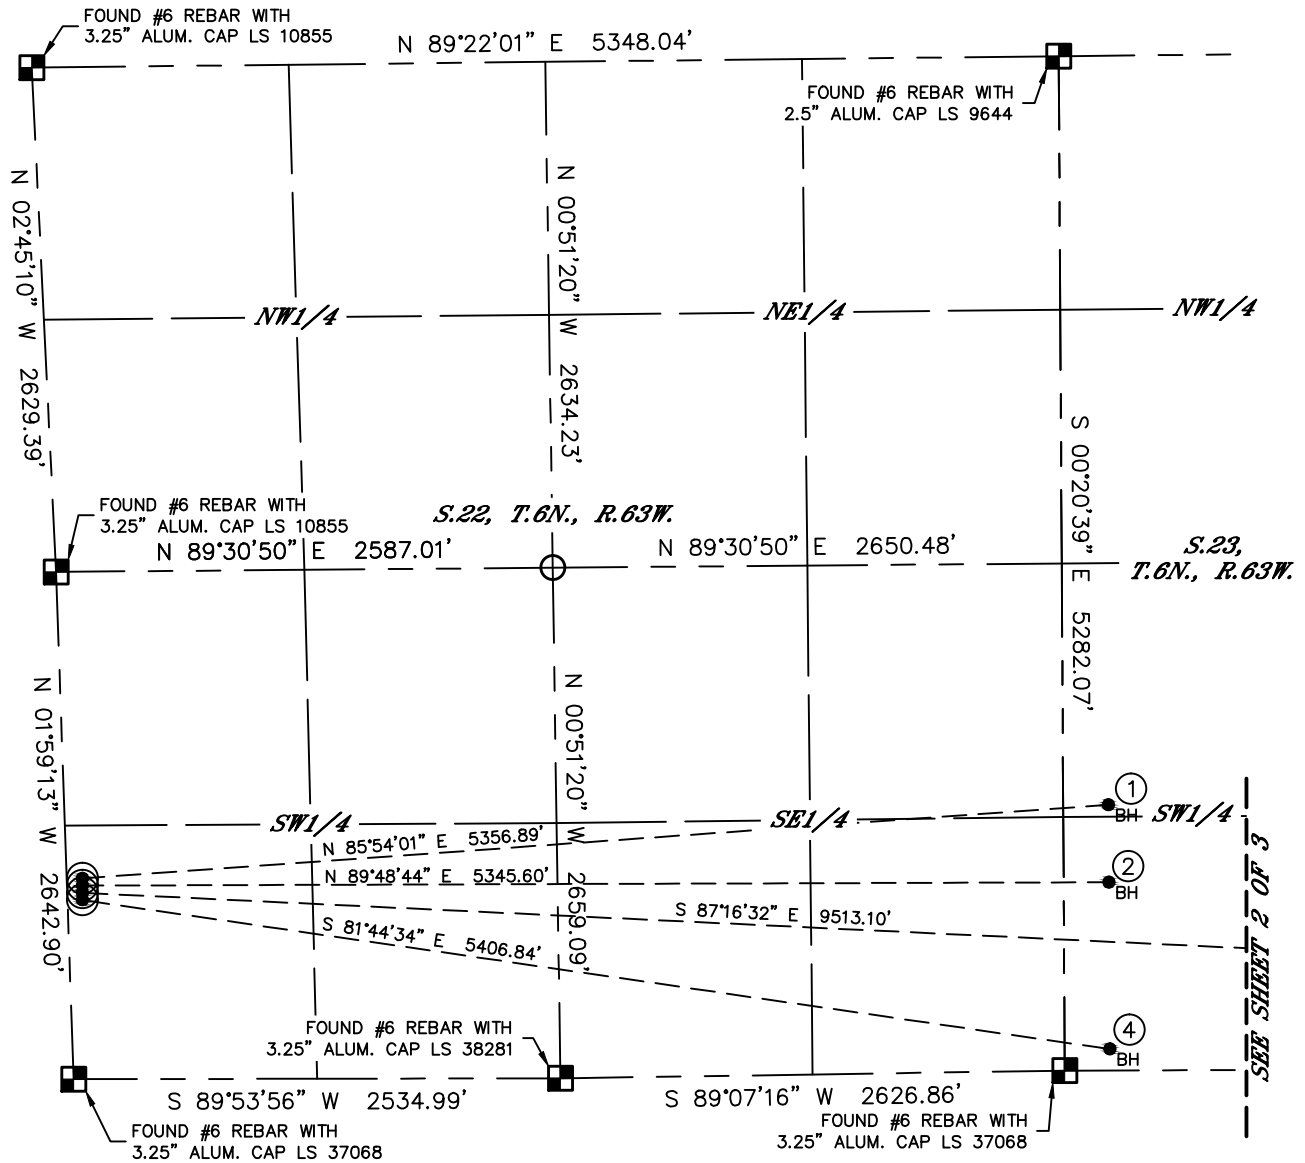 FOUND #6 REBAR WITH
3.25" ALUM. CAP LS 10855
N 89°22'01" E 5348.04'
FOUND #6 REBAR WITH
2.5" ALUM. CAP LS 9644
N 02°45'10" W 2629.39'
N 00°51'20" W 2634.23'
NW1/4
NE1/4
NW1/4
S 00°20'39" E 5282.07'
FOUND #6 REBAR WITH
3.25" ALUM. CAP LS 10855
S.22, T.6N., R.63W.
N 89°30'50" E 2587.01'
N 89°30'50" E 2650.48'
S.23,
T.6N., R.63W.
N 01°59'13" W 2642.90'
N 00°51'20" W 2659.09'
1
BH
SW1/4
SE1/4
SW1/4
N 85°54'01" E 5356.89'
N 89°48'44" E 5345.60'
2
BH
S 87°16'32" E 9513.10'
S 81°44'34" E 5406.84'
SEE SHEET 2 OF 3
4
BH
FOUND #6 REBAR WITH
3.25" ALUM. CAP LS 38281
S 89°53'56" W 2534.99'
S 89°07'16" W 2626.86'
FOUND #6 REBAR WITH
3.25" ALUM. CAP LS 37068
FOUND #6 REBAR WITH
3.25" ALUM. CAP LS 37068